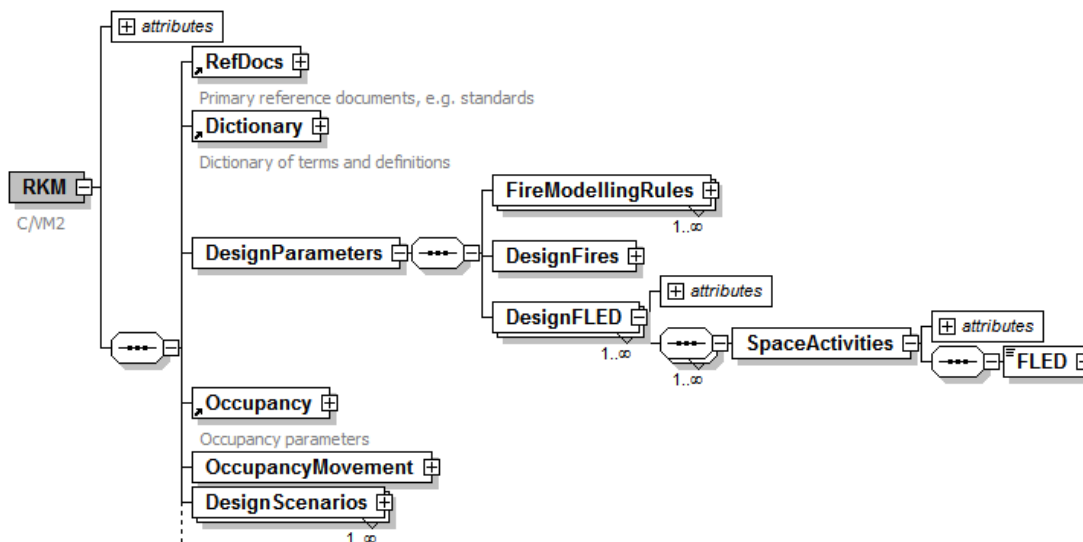 attributes
RefDocs
Primary reference documents, e.g. standards
Dictionary
Dictionary of terms and definitions
RKM
C/VM2
DesignParameters
FireModellingRules
1..∞
DesignFires
DesignFLED
1..∞
attributes
1..∞
SpaceActivities
attributes
FLED
Occupancy
Occupancy parameters
OccupancyMovement
DesignScenarios
1..∞